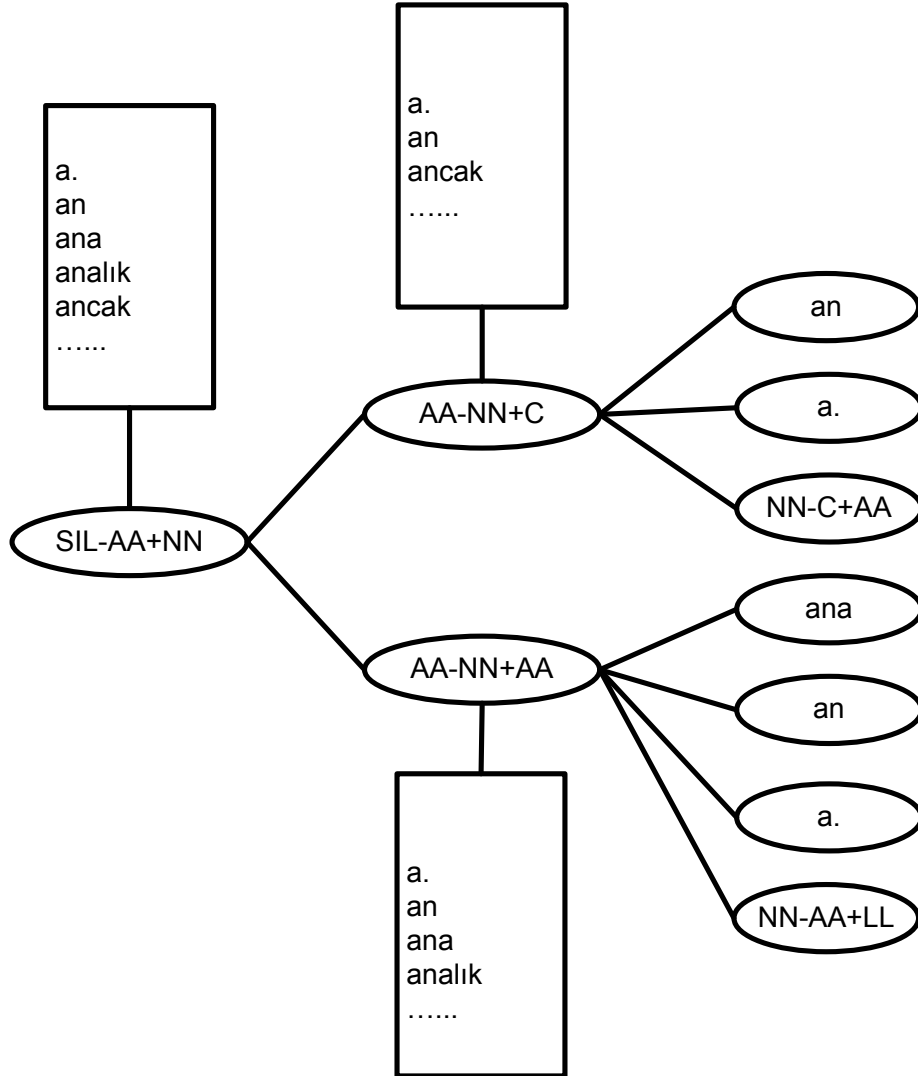 a.
an
ana
analık
ancak
…...
SIL-AA+NN
a.
an
ancak
…...
AA-NN+C
an
a.
NN-C+AA
AA-NN+AA
a.
an
ana
analık
…...
ana
an
a.
NN-AA+LL